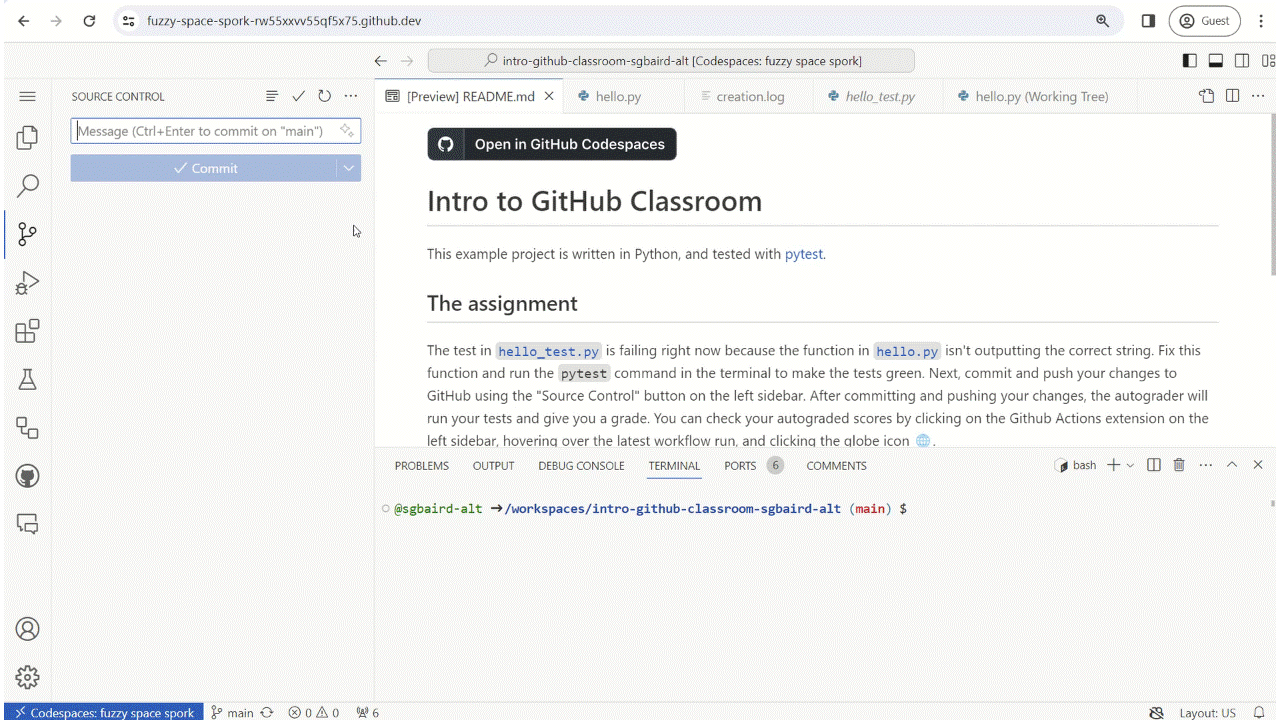 fuzzy-space-spork-rw55xxvv55qf5x75.github.dev
Guest
intro-github-classroom-sgbaird-alt [Codespaces: fuzzy space spork]
SOURCE CONTROL
[Preview] README.md
hello.py
creation.log
hello_test.py
hello.py (Working Tree)
Message (Ctrl+Enter to commit on "main")
Commit
Open in GitHub Codespaces
Intro to GitHub Classroom
This example project is written in Python, and tested with pytest.
The assignment
The test in hello_test.py is failing right now because the function in hello.py isn't outputting the correct string. Fix this
function and run the pytest command in the terminal to make the tests green. Next, commit and push your changes to
GitHub using the "Source Control" button on the left sidebar. After committing and pushing your changes, the autograder will
run your tests and give you a grade. You can check your autograded scores by clicking on the Github Actions extension on the
left sidebar, hovering over the latest workflow run, and clicking the globe icon 🌐.
PROBLEMS OUTPUT DEBUG CONSOLE TERMINAL PORTS 6 COMMENTS
bash
@sgbaird-alt ➜/workspaces/intro-github-classroom-sgbaird-alt (main) $
Codespaces: fuzzy space spork
main
0 0
6
Layout: US